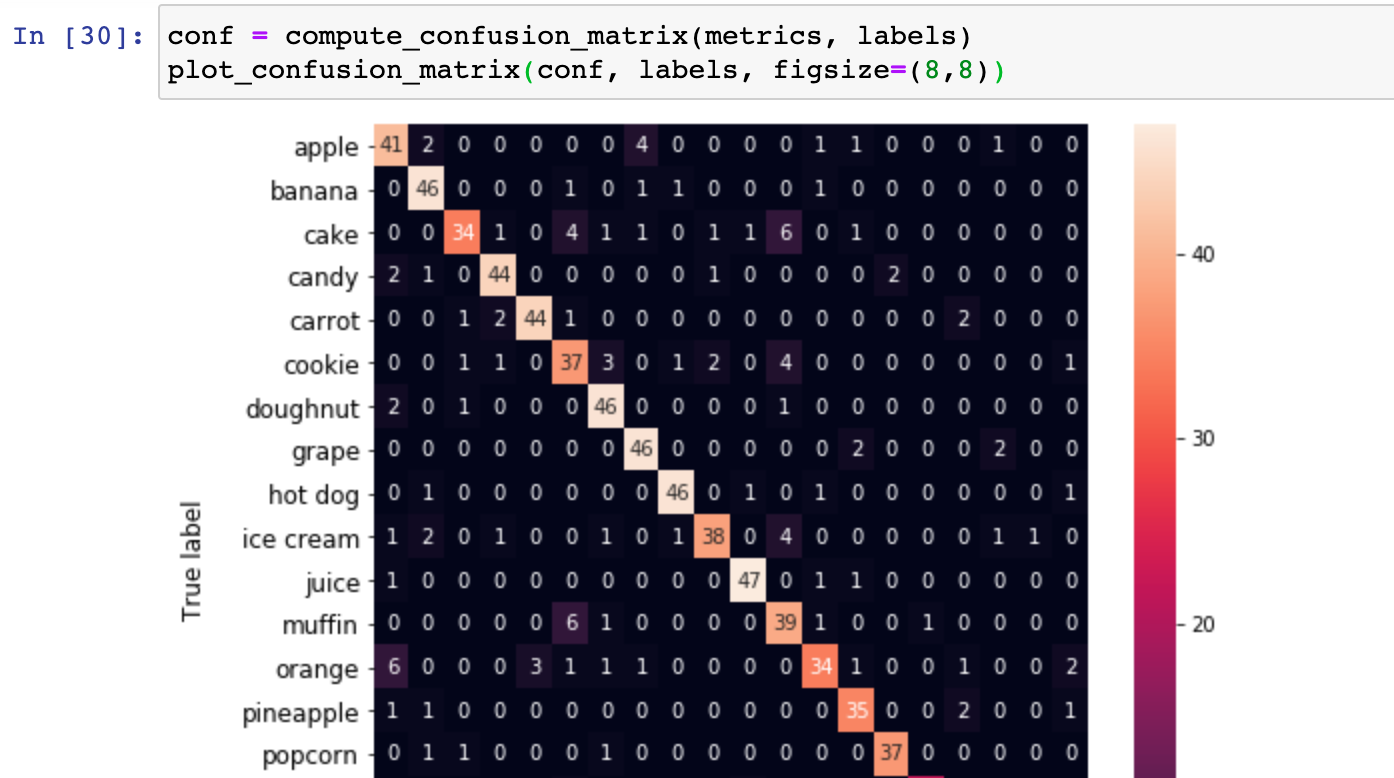 In [30]: conf = compute_confusion_matrix(metrics, labels)
plot_confusion_matrix(conf, labels, figsize=(8,8))
apple 41 2 0 0 0 0 0 4 0 0 0 0 1 1 0 0 0 1 0 0
banana 0 46 0 0 0 1 0 1 1 0 0 0 1 0 0 0 0 0 0 0
cake 0 0 34 1 0 4 1 1 0 1 1 6 0 1 0 0 0 0 0 0
candy 2 1 0 44 0 0 0 0 0 1 0 0 0 0 2 0 0 0 0 0
40
carrot 0 0 1 2 44 1 0 0 0 0 0 0 0 0 0 0 2 0 0 0
cookie 0 0 1 1 0 37 3 0 1 2 0 4 0 0 0 0 0 0 0 1
doughnut 2 0 1 0 0 0 46 0 0 0 0 1 0 0 0 0 0 0 0 0
30
grape 0 0 0 0 0 0 0 46 0 0 0 0 0 2 0 0 0 2 0 0
hot dog 0 1 0 0 0 0 0 0 46 0 1 0 1 0 0 0 0 0 0 1
ice cream 1 2 0 1 0 0 1 0 1 38 0 4 0 0 0 0 0 1 1 0
True label
juice 1 0 0 0 0 0 0 0 0 0 47 0 1 1 0 0 0 0 0 0
muffin 0 0 0 0 0 6 1 0 0 0 0 39 1 0 0 1 0 0 0 0
20
orange 6 0 0 0 3 1 1 1 0 0 0 0 34 1 0 0 1 0 0 2
pineapple 1 1 0 0 0 0 0 0 0 0 0 0 0 35 0 0 2 0 0 1
popcorn 0 1 1 0 0 0 1 0 0 0 0 0 0 0 37 0 0 0 0 0